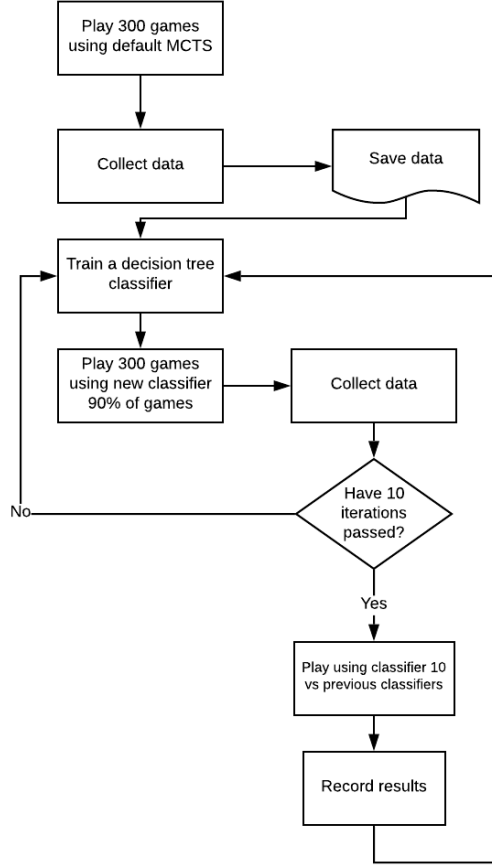 Play 300 games
using default MCTS
Collect data
Save data
Train a decision tree
classifier
Play 300 games
using new classifier
90% of games
Collect data
Have 10
iterations
passed?
No
Yes
Play using classifier 10
vs previous classifiers
Record results